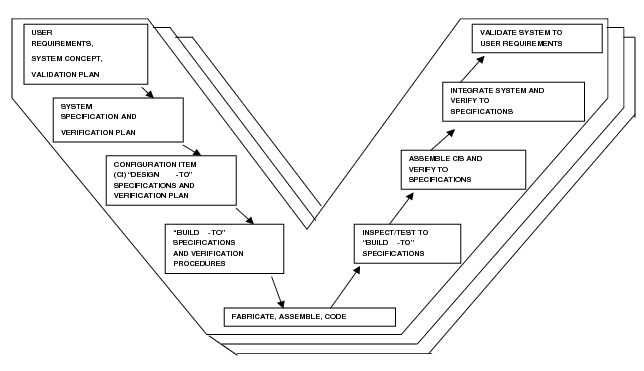 USER
REQUIREMENTS,
SYSTEM CONCEPT,
VALIDATION PLAN
SYSTEM
SPECIFICATION AND
VERIFICATION PLAN
CONFIGURATION ITEM
(CI) "DESIGN -TO"
SPECIFICATIONS AND
VERIFICATION PLAN
"BUILD -TO"
SPECIFICATIONS
AND VERIFICATION
PROCEDURES
FABRICATE, ASSEMBLE, CODE
INSPECT/TEST TO
"BUILD -TO"
SPECIFICATIONS
ASSEMBLE CIS AND
VERIFY TO
SPECIFICATIONS
INTEGRATE SYSTEM AND
VERIFY TO
SPECIFICATIONS
VALIDATE SYSTEM TO
USER REQUIREMENTS